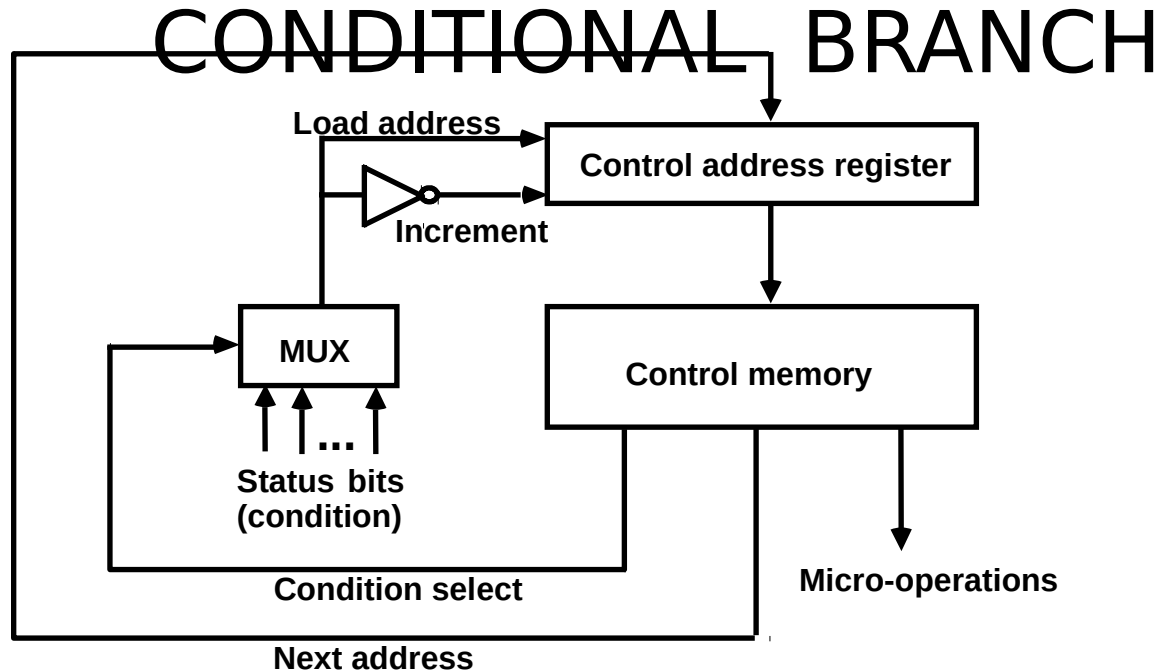 CONDITIONAL BRANCH
Load address
Control address register
Increment
MUX
Control memory
...
Status bits
(condition)
Micro-operations
Condition select
Next address